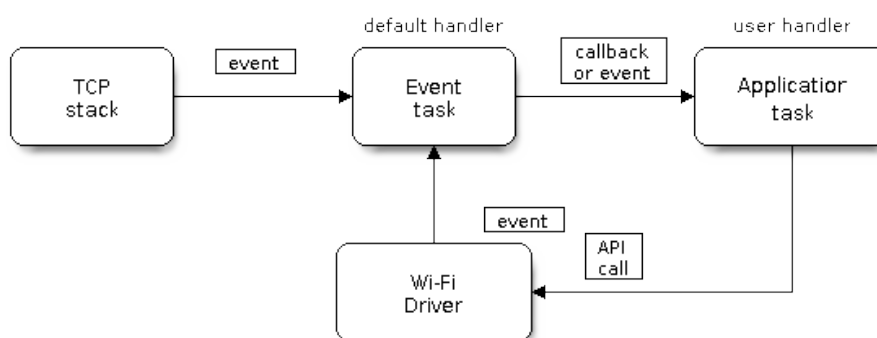 default handler
user handler
event
callback
or event
TCP
stack
Event
task
Application
task
event
API
call
Wi-Fi
Driver